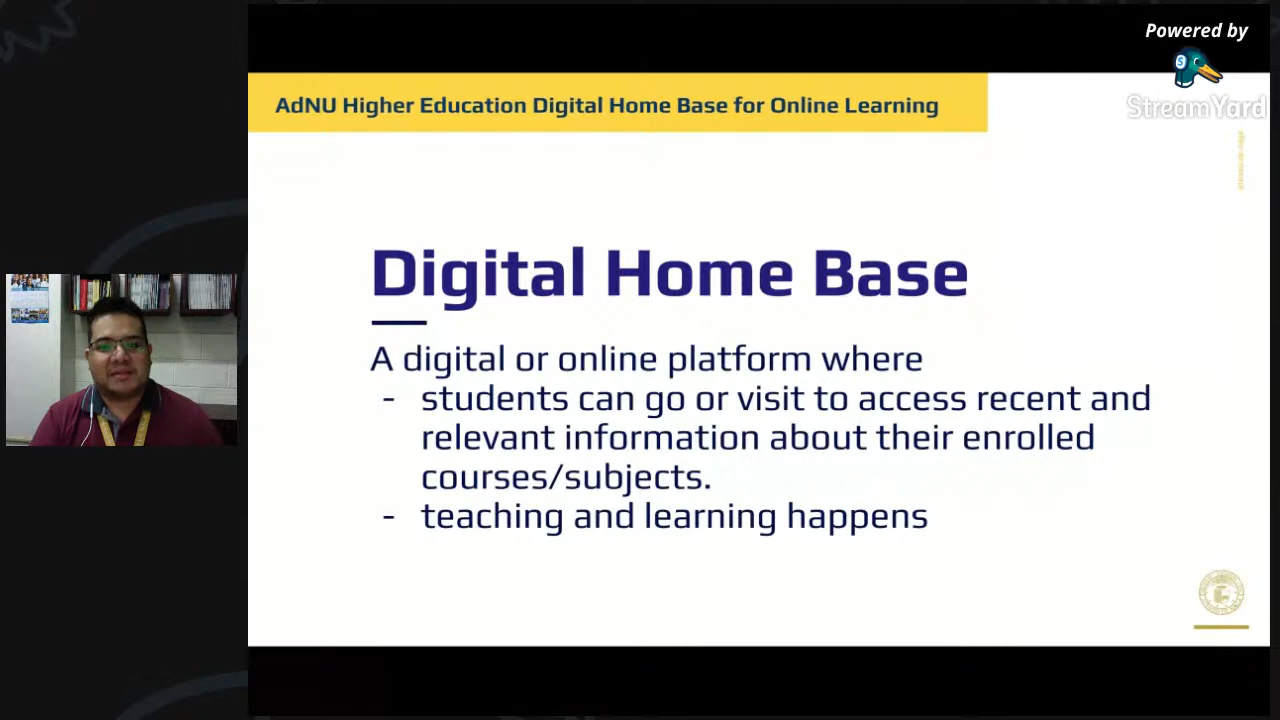 Powered by
StreamYard
AdNU Higher Education Digital Home Base for Online Learning
Digital Home Base
A digital or online platform where
- students can go or visit to access recent and
relevant information about their enrolled
courses/subjects.
- teaching and learning happens